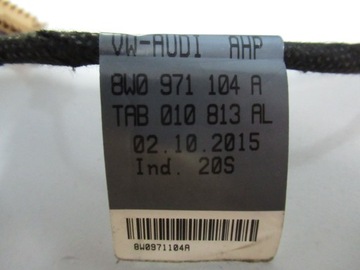 VW-AUDI AHP
8W0 971 104 A
TAB 010 813 AL
02.10.2015
Ind. 20S
8W0971104A